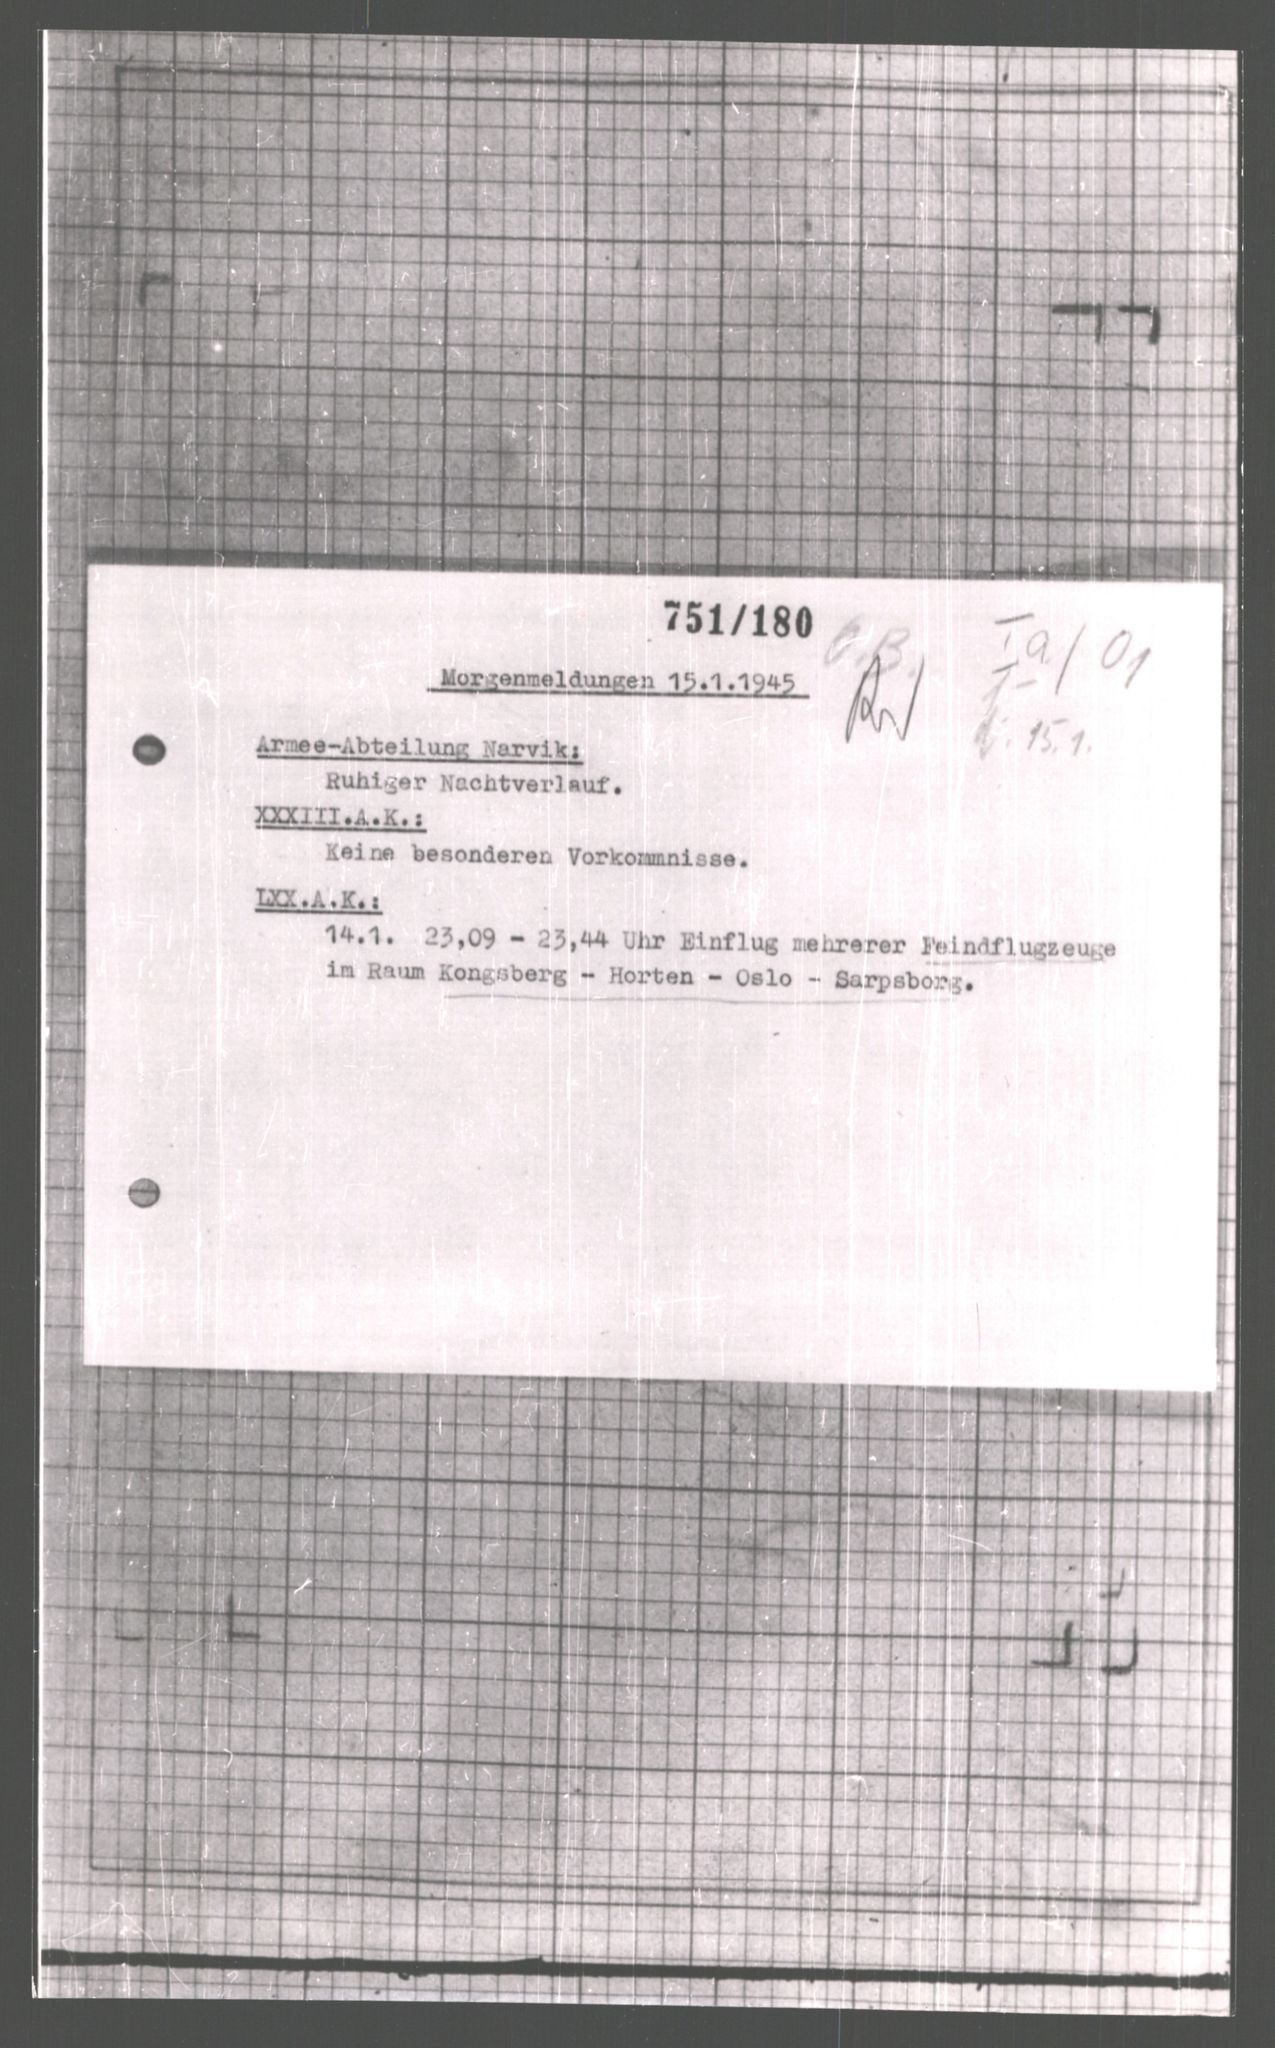 751/180
Morgenmeldungen 15.1.1945
Ia/O1
15.1.
Armee-Abteilung Narvik:
Ruhiger Nachtverlauf.
XXXIII.A.K.:
Keine besonderen Vorkommnisse.
LXX.A.K.:
14.1. 23,09 - 23,44 Uhr Einflug mehrerer Feindflugzeuge
im Raum Kongsberg - Horten - Oslo - Sarpsborg.